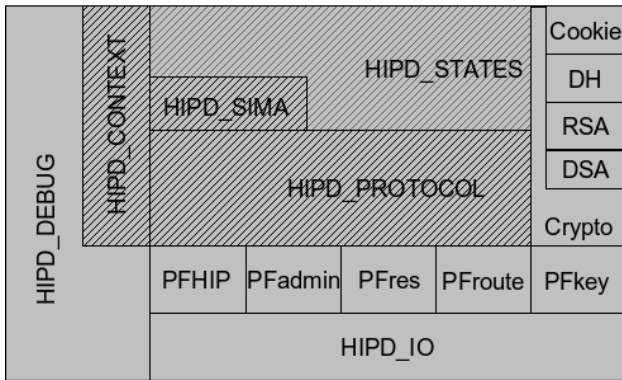 HIPD_DEBUG
HIPD_CONTEXT
HIPD_STATES
HIPD_SIMA
HIPD_PROTOCOL
Cookie
DH
RSA
DSA
Crypto
PFHIP
PFadmin
PFres
PFroute
PFkey
HIPD_IO